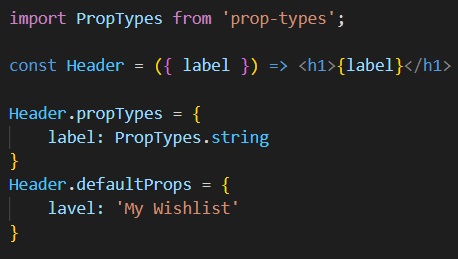 import PropTypes from 'prop-types';
const Header = ({ label }) => <h1>{label}</h1>
Header.propTypes = {
label: PropTypes.string
}
Header.defaultProps = {
lavel: 'My Wishlist'
}